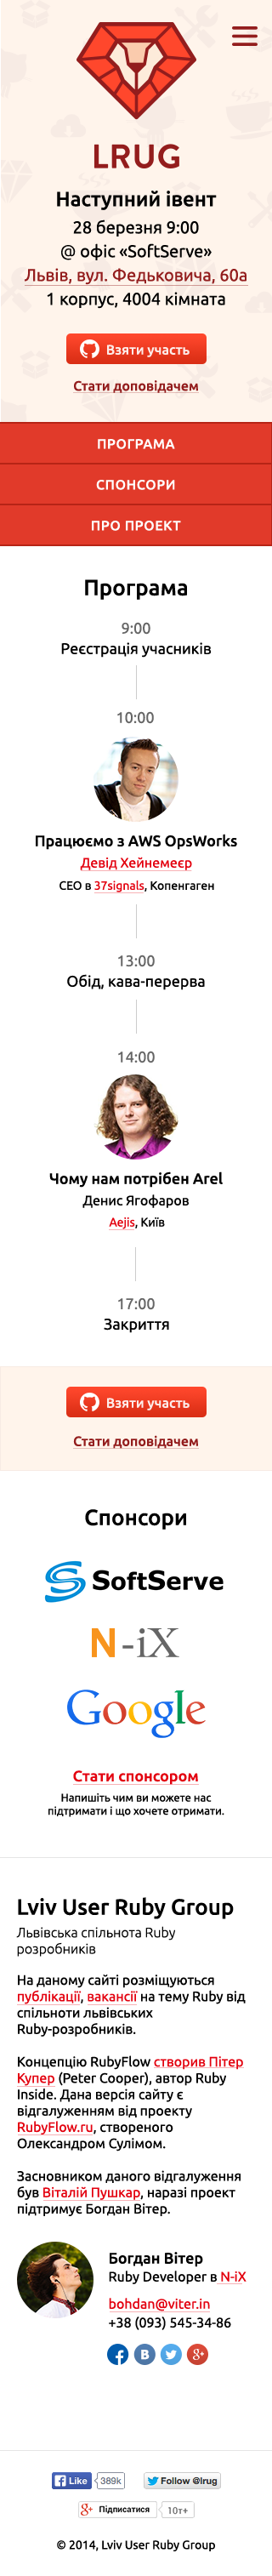 LRUG
Наступний івент
28 березня 9:00
@ офіс «SoftServe»
Львів, вул. Федьковича, 60а
1 корпус, 4004 кімната
Взяти участь
Стати доповідачем
ПРОГРАМА
СПОНСОРИ
ПРО ПРОЕКТ
Програма
9:00
Реєстрація учасників
10:00
Працюємо з AWS OpsWorks
Девід Хейнемеєр
CEO в 37signals, Копенгаген
13:00
Обід, кава-перерва
14:00
Чому нам потрібен Arel
Денис Ягофаров
Aejis, Київ
17:00
Закриття
Взяти участь
Стати доповідачем
Спонсори
SoftServe
N-iX
Google
Стати спонсором
Напишіть чим ви можете нас
підтримати і що хочете отримати.
Lviv User Ruby Group
Львівська спільнота Ruby
розробників
На даному сайті розміщуються
публікації, вакансії на тему Ruby від
спільноти львівських
Ruby-розробників.
Концепцію RubyFlow створив Пітер
Купер (Peter Cooper), автор Ruby
Inside. Дана версія сайту є
відгалуженням від проекту
RubyFlow.ru, створеного
Олександром Сулімом.
Засновником даного відгалуження
був Віталій Пушкар, наразі проект
підтримує Богдан Вітер.
Богдан Вітер
Ruby Developer в N-iX
bohdan@viter.in
+38 (093) 545-34-86
Like 389k
Follow @lrug
Підписатися 10т+
© 2014, Lviv User Ruby Group